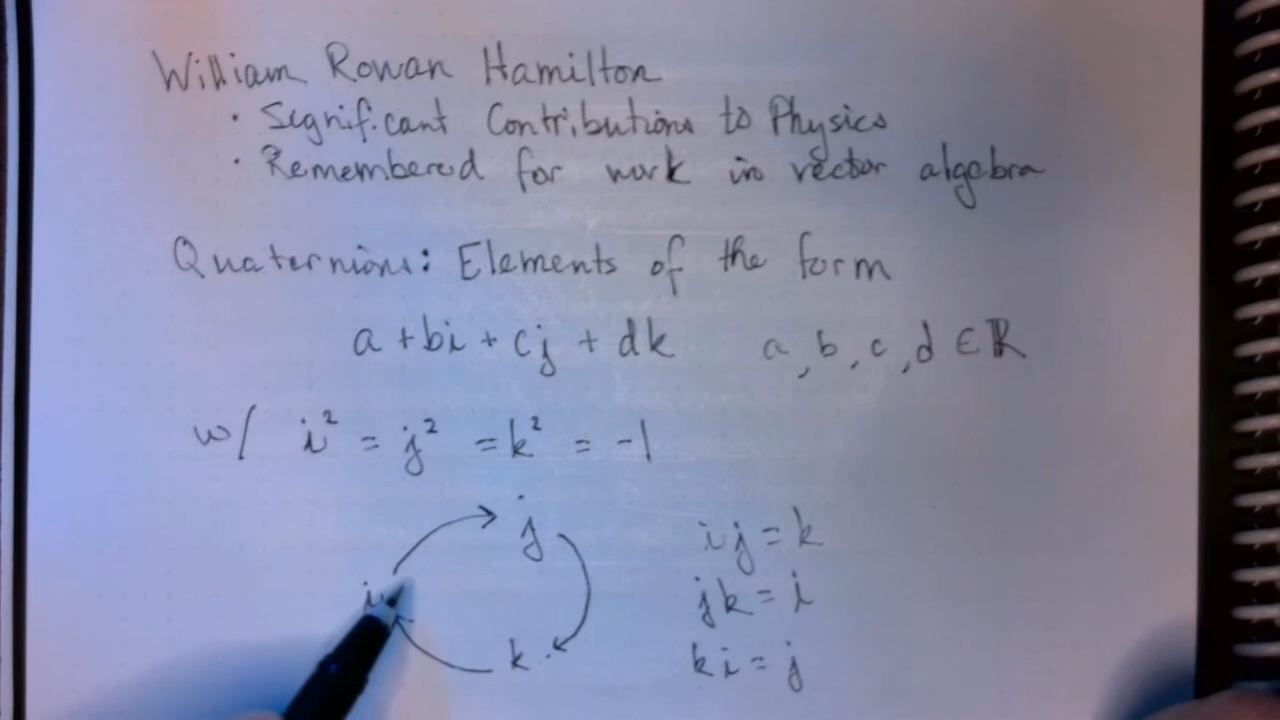 William Rowan Hamilton
· Significant Contributions to Physics
· Remembered for work in vector algebra
Quaternions: Elements of the form
a + bi + cj + dk a, b, c, d ∈ ℝ
w/ i² = j² = k² = -1
j
i
k
ij = k
jk = i
ki = j